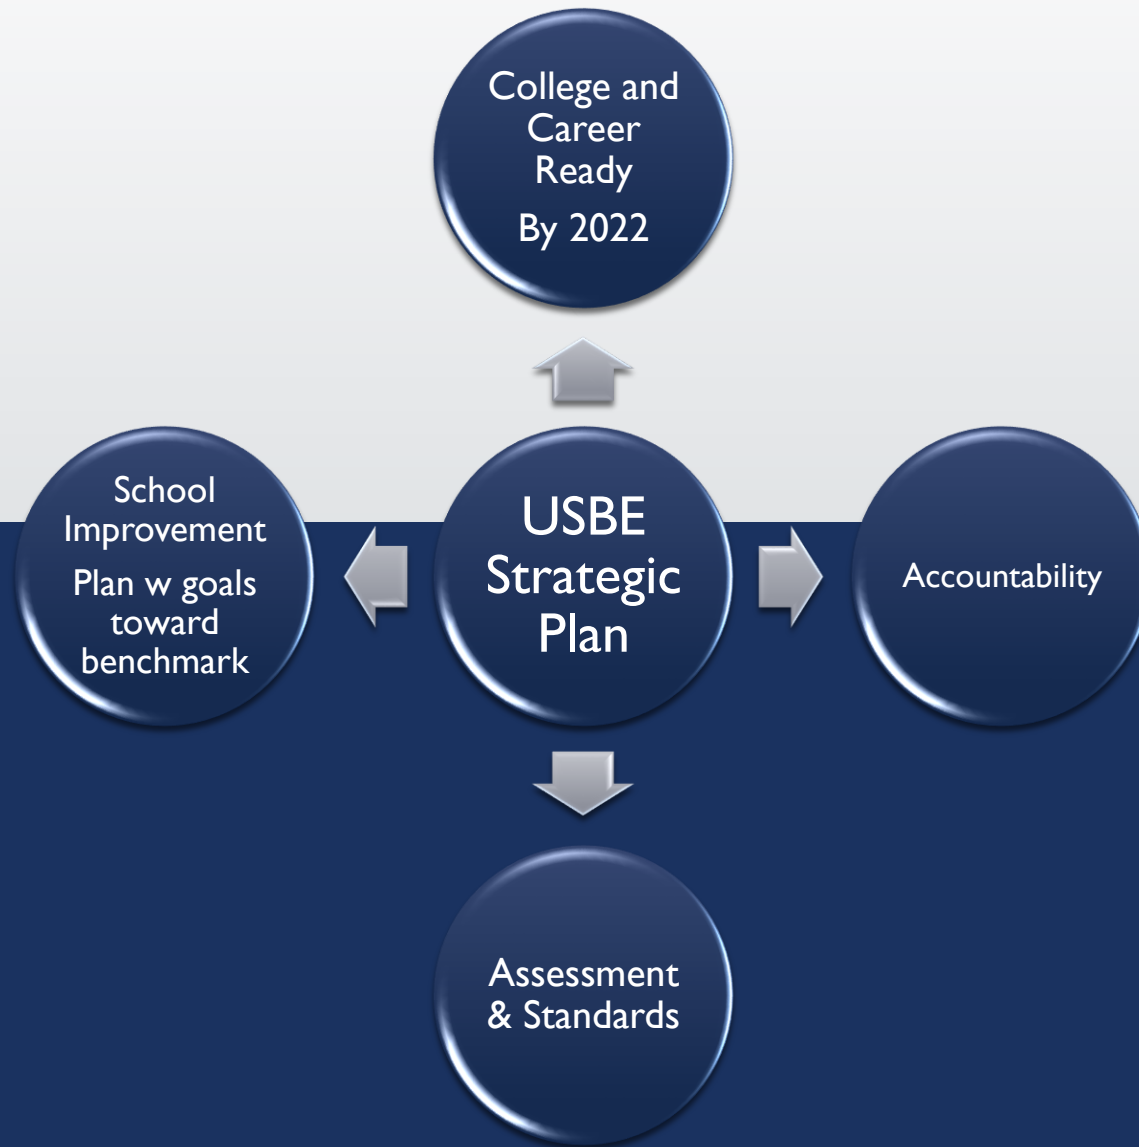 College and
Career
Ready
By 2022
School
Improvement
Plan w goals
toward
benchmark
USBE
Strategic
Plan
Accountability
Assessment
& Standards